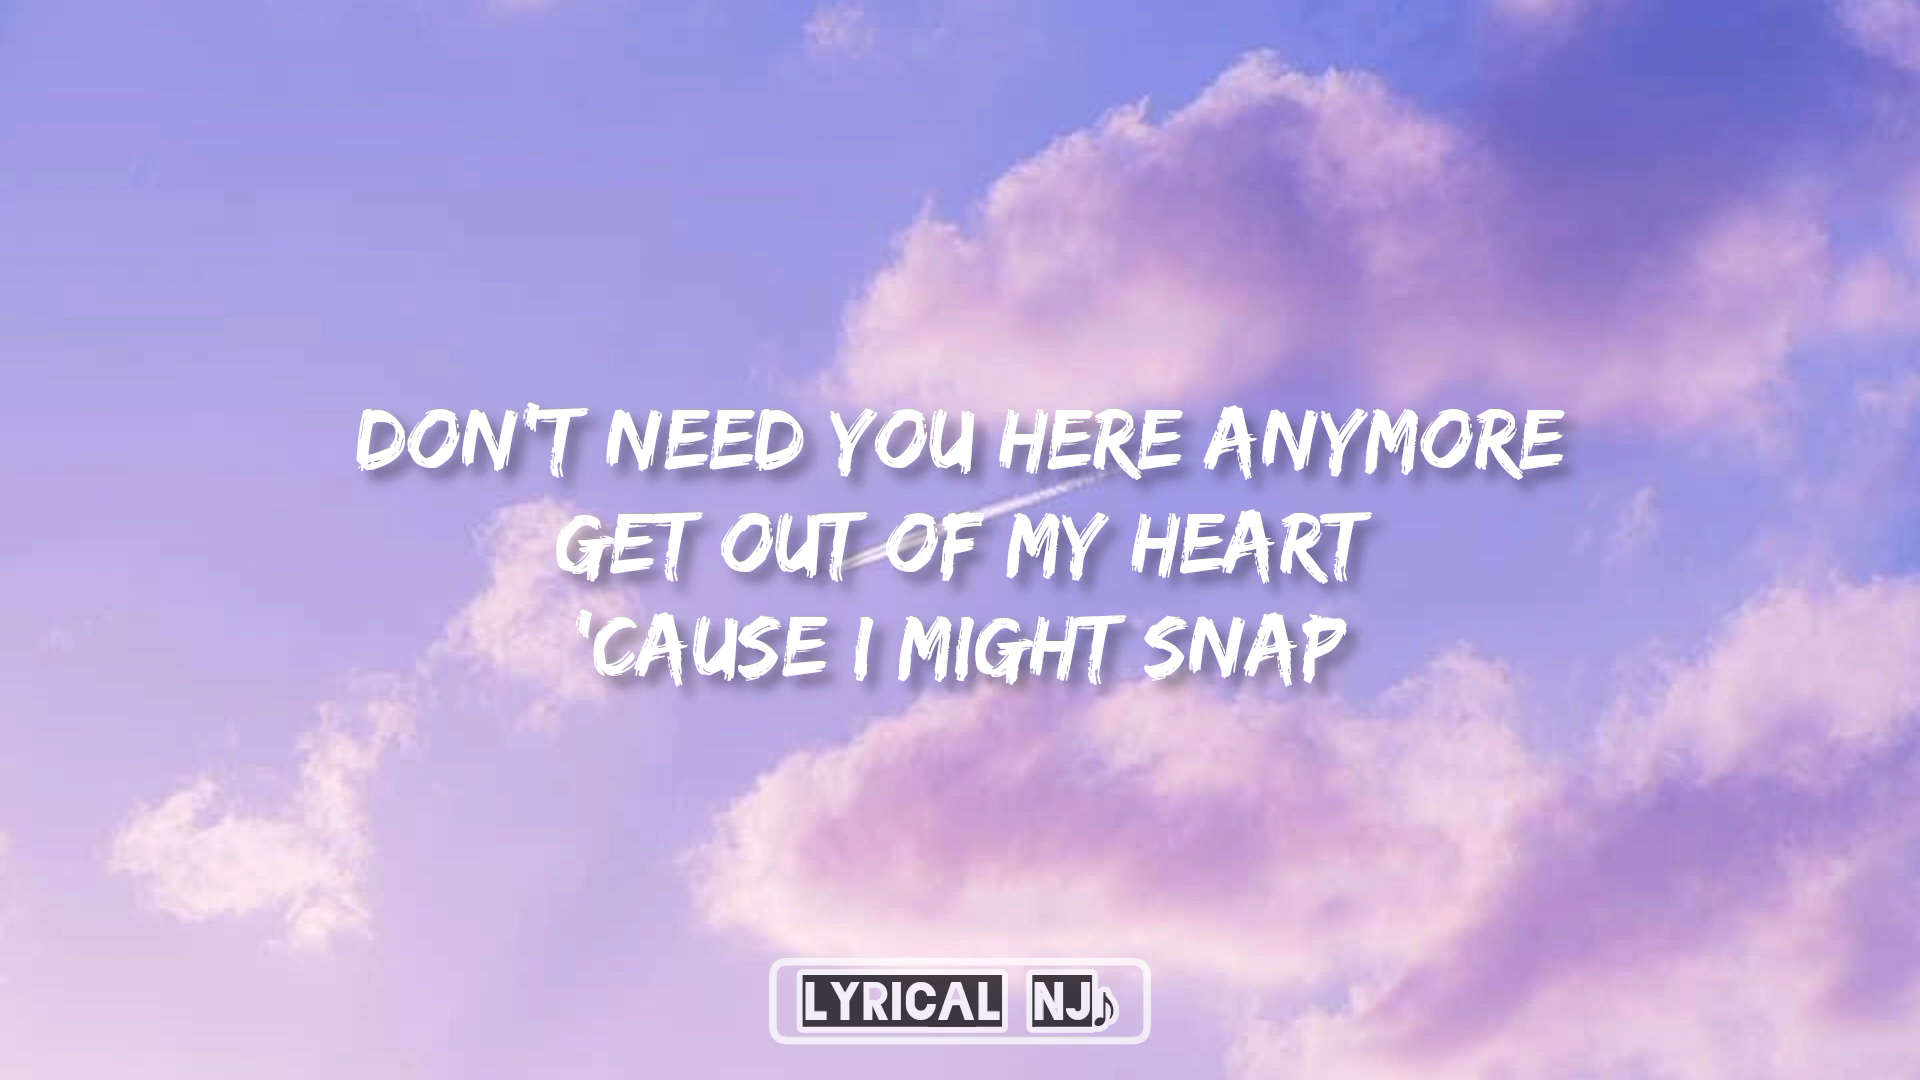 DON'T NEED YOU HERE ANYMORE
GET OUT OF MY HEART
'CAUSE I MIGHT SNAP
LYRICAL NJ